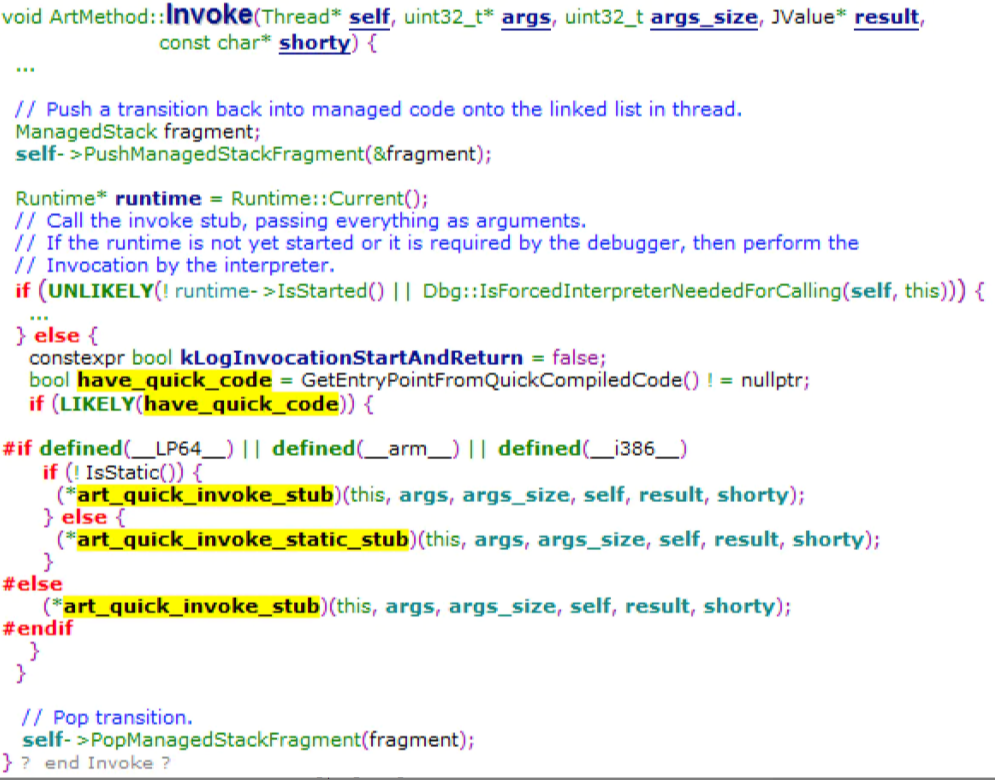 void ArtMethod::Invoke(Thread* self, uint32_t* args, uint32_t args_size, JValue* result,
const char* shorty) {
...
// Push a transition back into managed code onto the linked list in thread.
ManagedStack fragment;
self->PushManagedStackFragment(&fragment);
Runtime* runtime = Runtime::Current();
// Call the invoke stub, passing everything as arguments.
// If the runtime is not yet started or it is required by the debugger, then perform the
// Invocation by the interpreter.
if (UNLIKELY(! runtime->IsStarted() || Dbg::IsForcedInterpreterNeededForCalling(self, this))) {
...
} else {
constexpr bool kLogInvocationStartAndReturn = false;
bool have_quick_code = GetEntryPointFromQuickCompiledCode() != nullptr;
if (LIKELY(have_quick_code)) {
#if defined(__LP64__) || defined(__arm__) || defined(__i386__)
if (! IsStatic()) {
(*art_quick_invoke_stub)(this, args, args_size, self, result, shorty);
} else {
(*art_quick_invoke_static_stub)(this, args, args_size, self, result, shorty);
}
#else
(*art_quick_invoke_stub)(this, args, args_size, self, result, shorty);
#endif
}
}
// Pop transition.
self->PopManagedStackFragment(fragment);
} ? end Invoke ?